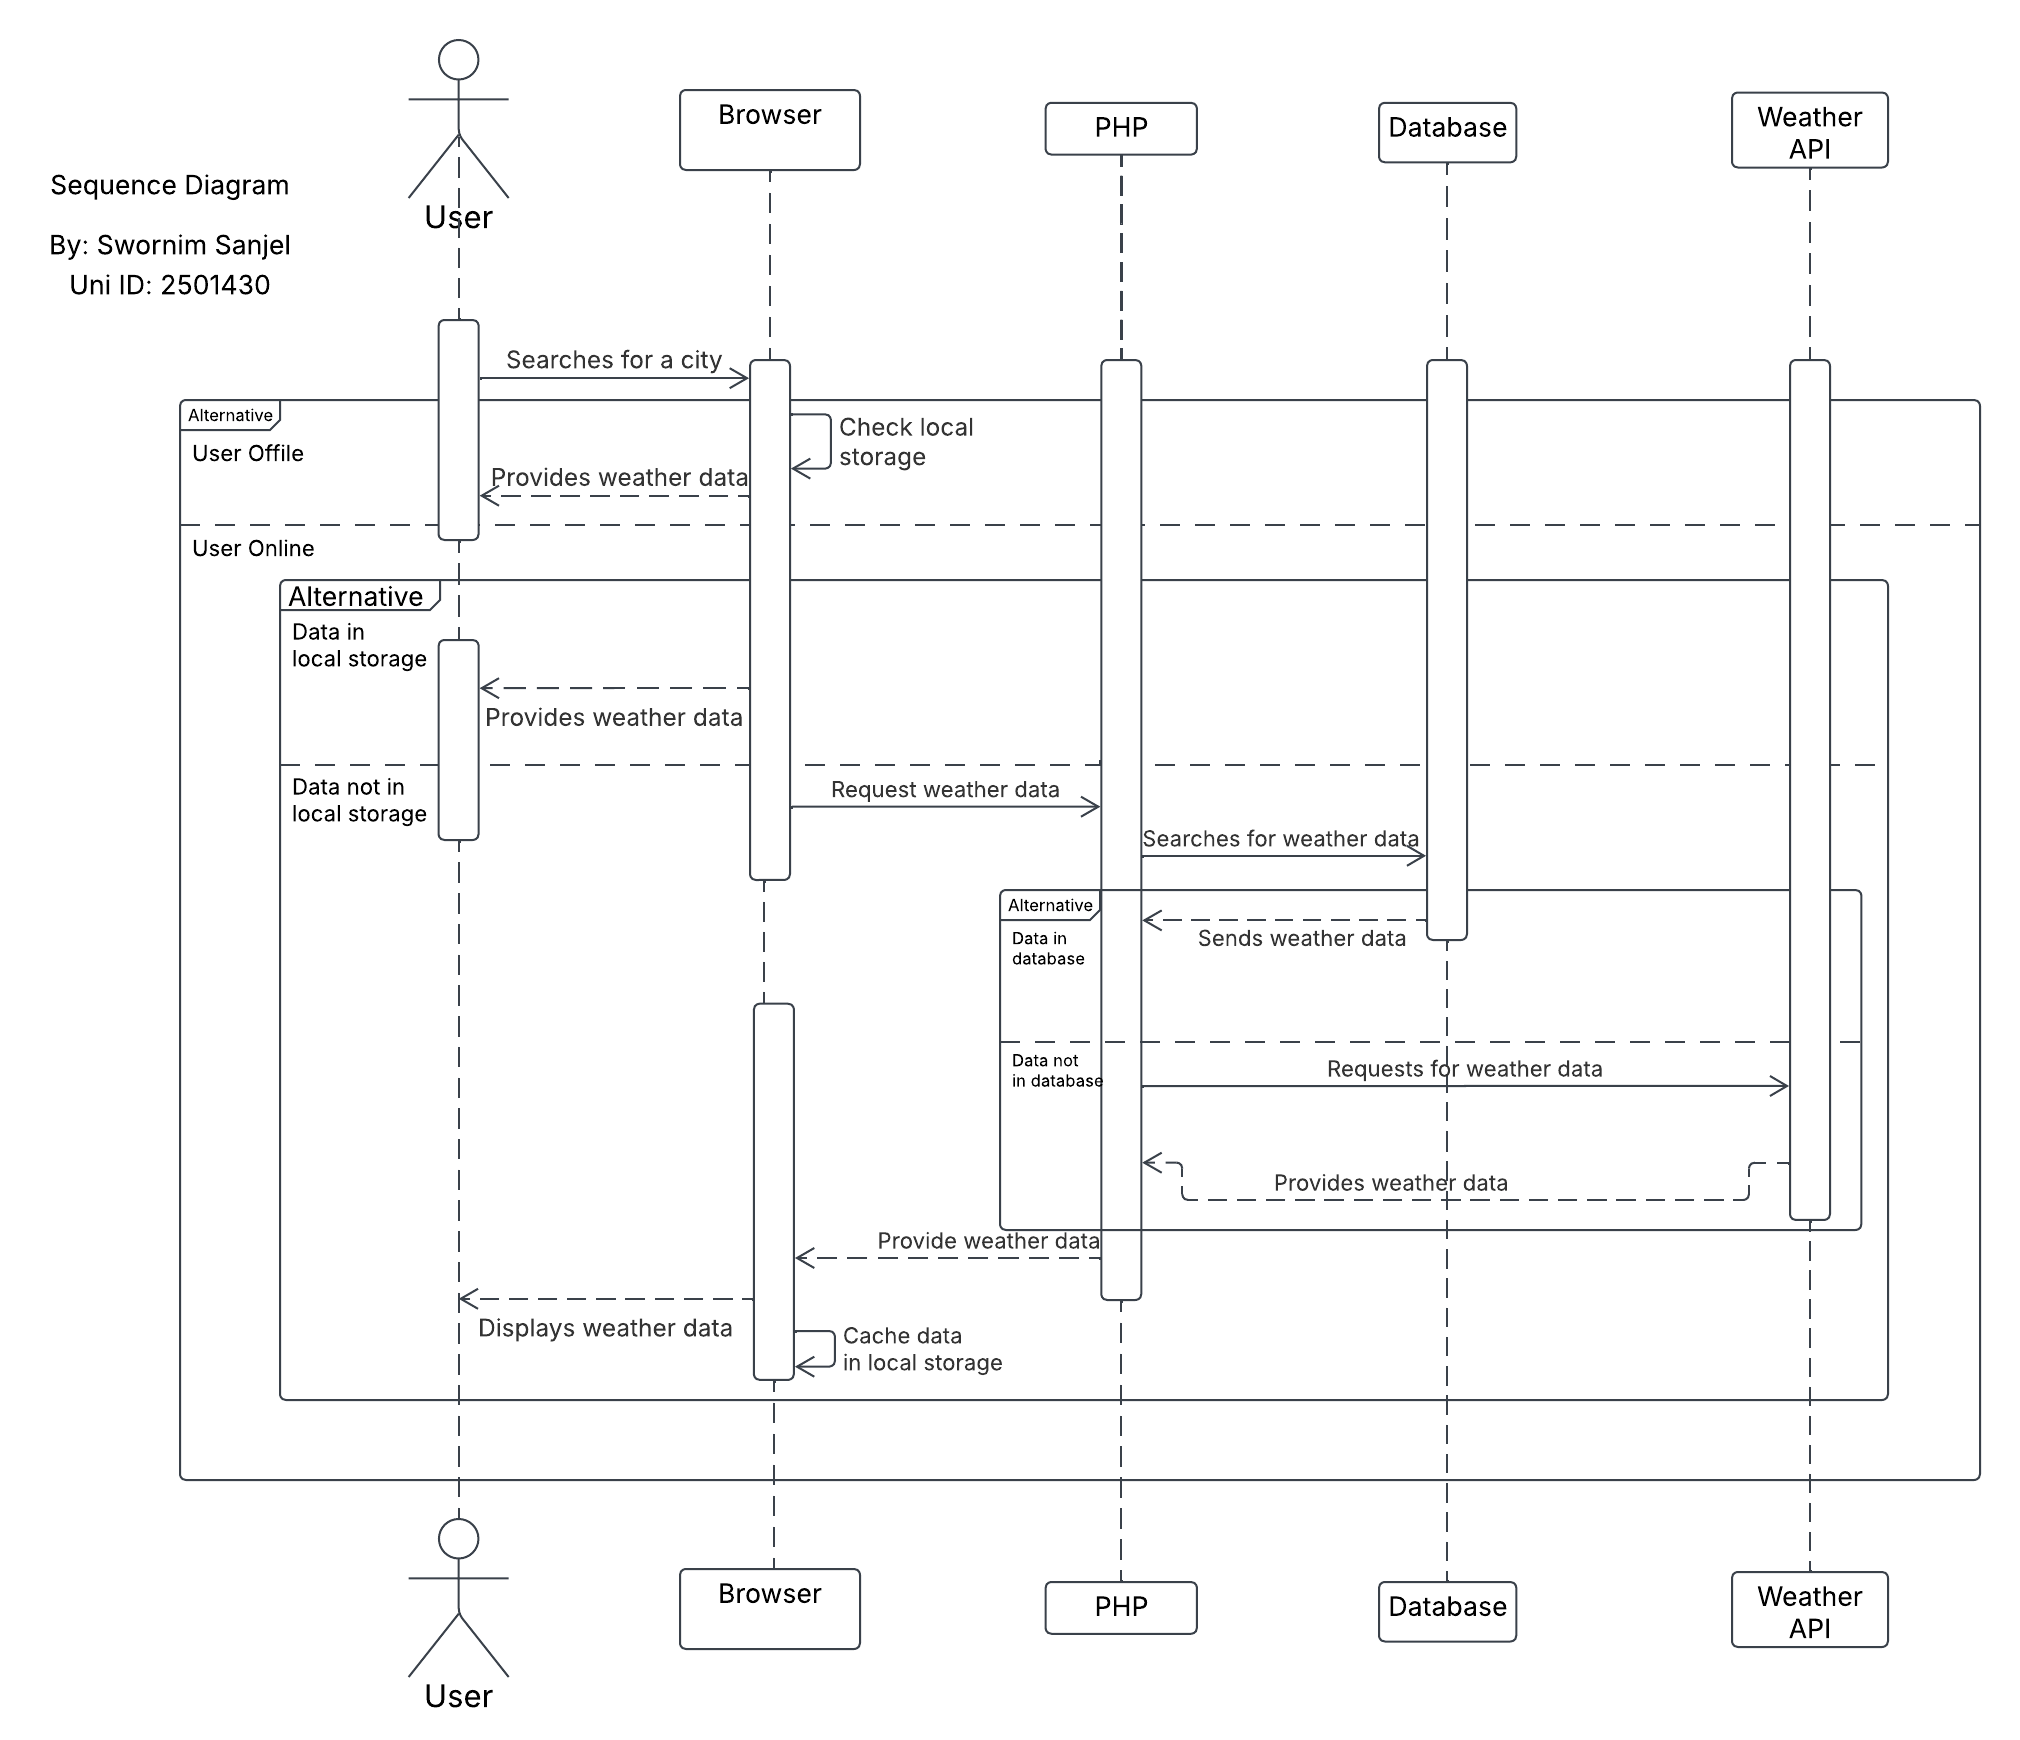 Browser
PHP
Database
Weather
API
Sequence Diagram
User
By: Swornim Sanjel
Uni ID: 2501430
Searches for a city
Alternative
User Offile
Check local
storage
Provides weather data
User Online
Alternative
Data in
local storage
Provides weather data
Data not in
local storage
Request weather data
Searches for weather data
Alternative
Sends weather data
Data in
database
Data not
in database
Requests for weather data
Provides weather data
Provide weather data
Displays weather data
Cache data
in local storage
Browser
PHP
Database
Weather
API
User